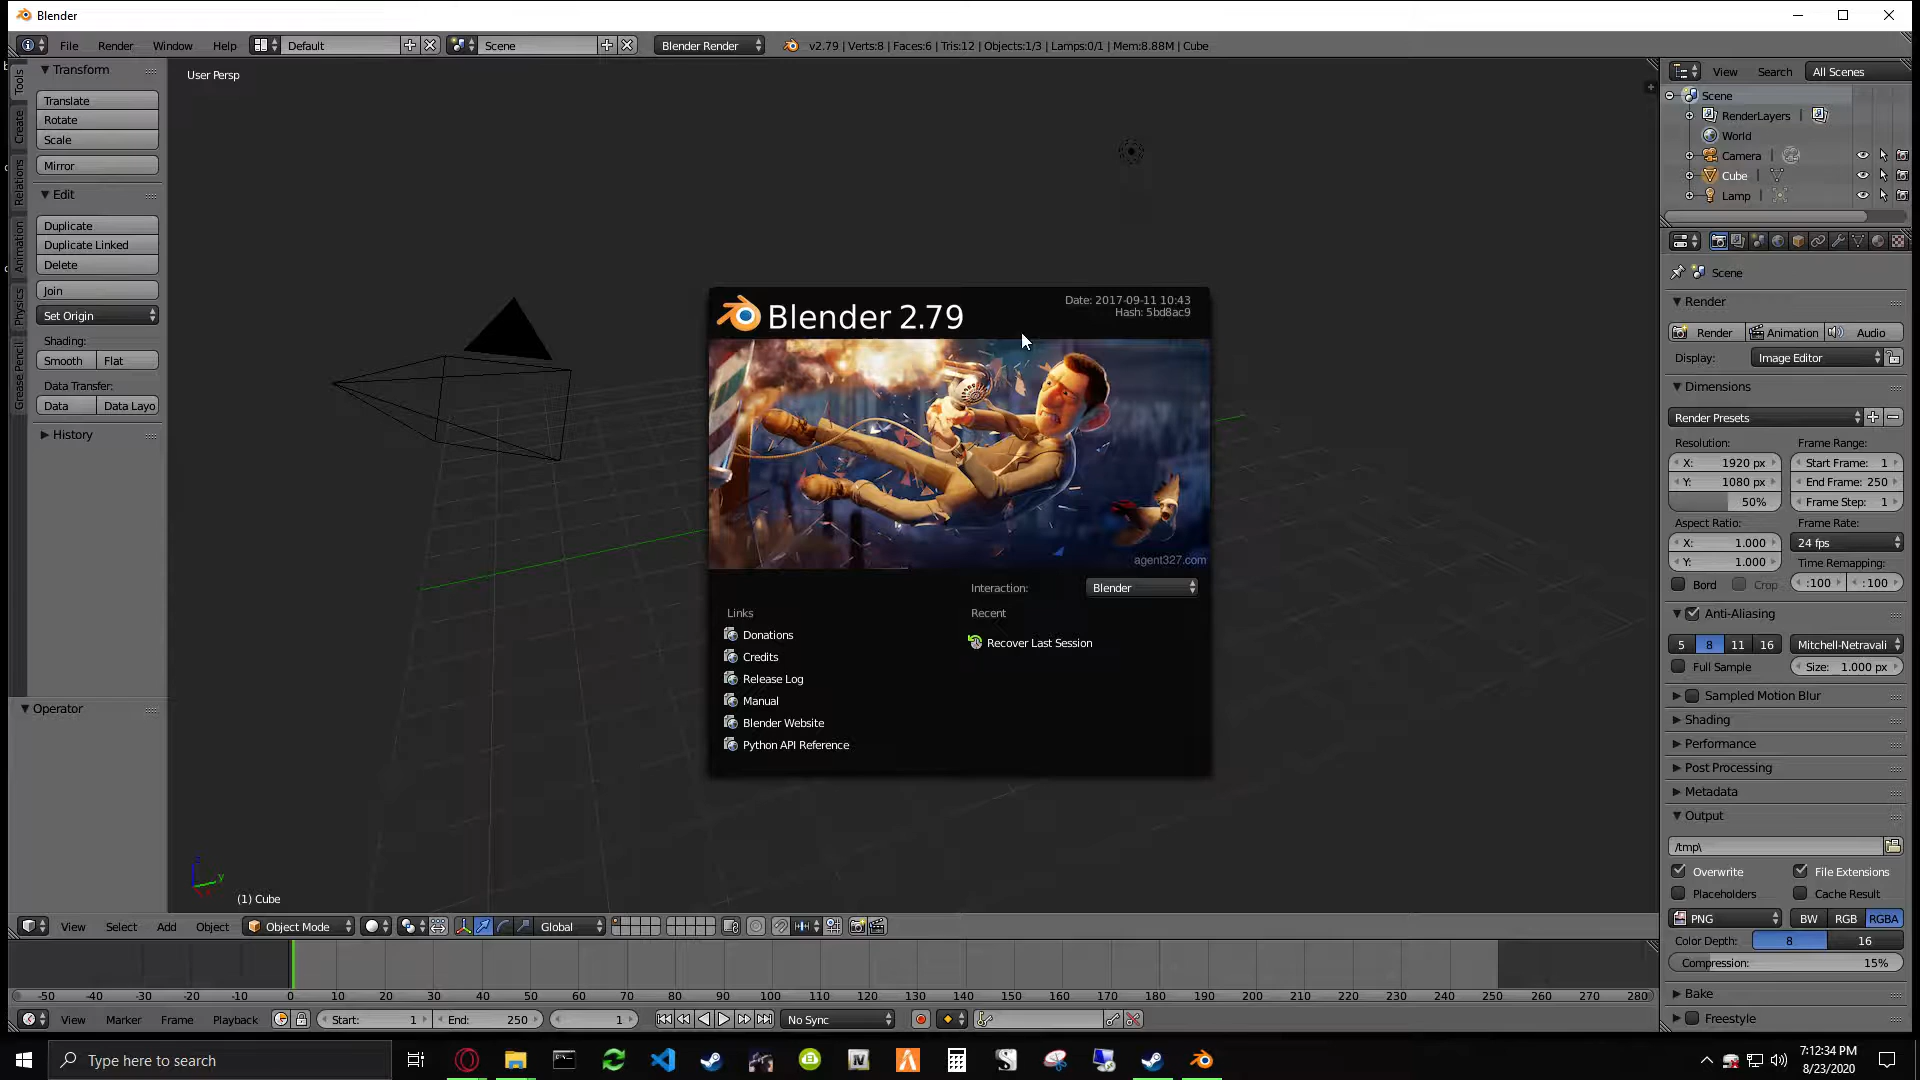 Blender
File Render Window Help Default Scene Blender Render v2.79 | Verts:8 | Faces:6 | Tris:12 | Objects:1/3 | Lamps:0/1 | Mem:8.88M | Cube
Tools
Create
Relations
Animation
Physics
Grease Pencil
Transform
Translate
Rotate
Scale
Mirror
Edit
Duplicate
Duplicate Linked
Delete
Join
Set Origin
Shading:
Smooth Flat
Data Transfer:
Data Data Layo
History
Operator
User Persp
Blender 2.79
Date: 2017-09-11 10:43
Hash: 5bd8ac9
agent327.com
Interaction: Blender
Links
Donations
Credits
Release Log
Manual
Blender Website
Python API Reference
Recent
Recover Last Session
z
y
(1) Cube
View Select Add Object Object Mode Global
-50 -40 -30 -20 -10 0 10 20 30 40 50 60 70 80 90 100 110 120 130 140 150 160 170 180 190 200 210 220 230 240 250 260 270 280
View Marker Frame Playback Start: 1 End: 250 1 No Sync
View Search All Scenes
Scene
RenderLayers |
World
Camera |
Cube |
Lamp |
Scene
Render
Render Animation Audio
Display: Image Editor
Dimensions
Render Presets
Resolution: Frame Range:
X: 1920 px Start Frame: 1
Y: 1080 px End Frame: 250
50% Frame Step: 1
Aspect Ratio: Frame Rate:
X: 1.000 24 fps
Y: 1.000 Time Remapping:
Bord Crop :100 :100
Anti-Aliasing
5 8 11 16 Mitchell-Netravali
Full Sample Size: 1.000 px
Sampled Motion Blur
Shading
Performance
Post Processing
Metadata
Output
/tmp\
Overwrite File Extensions
Placeholders Cache Result
PNG BW RGB RGBA
Color Depth: 8 16
Compression: 15%
Bake
Freestyle
Type here to search
7:12:34 PM
8/23/2020